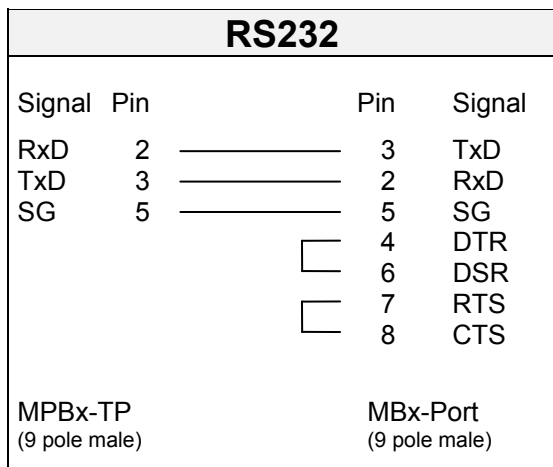 RS232
Signal Pin Pin Signal
RxD 2 3 TxD
TxD 3 2 RxD
SG 5 5 SG
4 DTR
6 DSR
7 RTS
8 CTS
MPBx-TP MBx-Port
(9 pole male) (9 pole male)